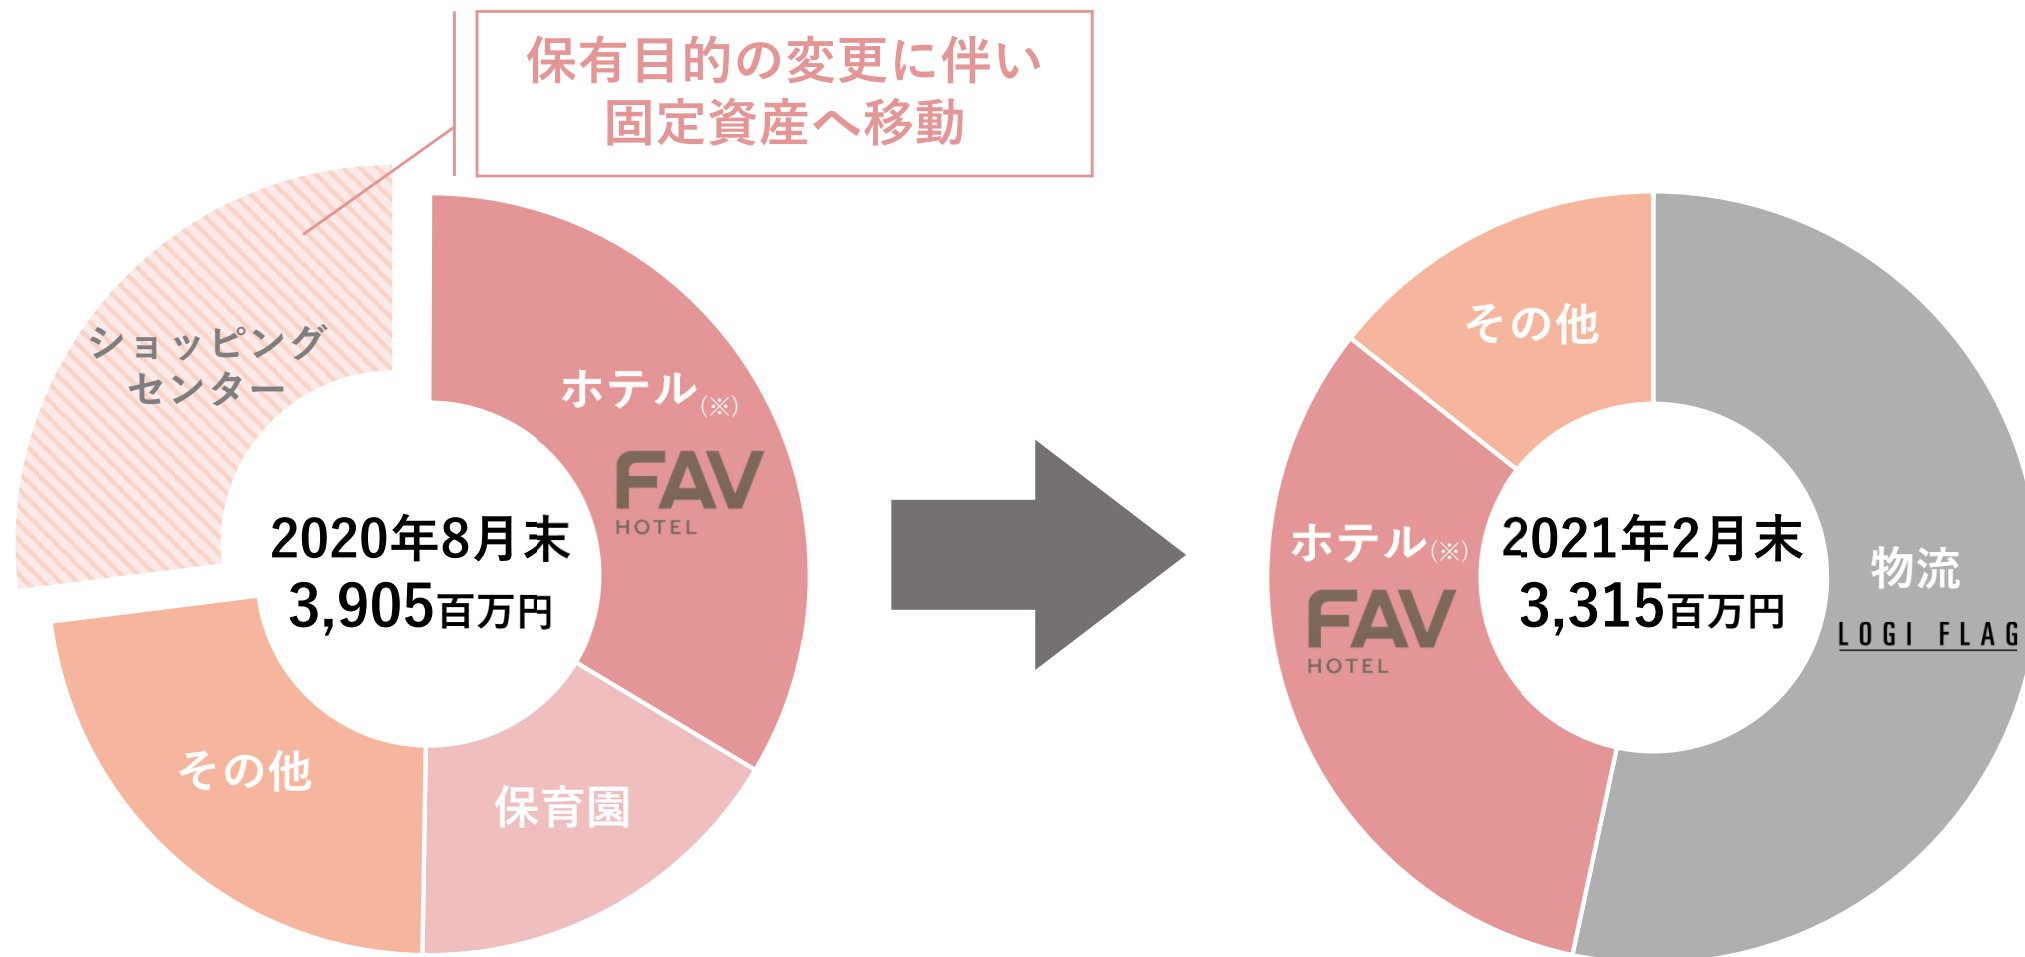 保有目的の変更に伴い
固定資産へ移動
ショッピング
センター
ホテル(※)
FAV
HOTEL
2020年8月末
3,905百万円
その他
保育園
その他
ホテル(※)
FAV
HOTEL
2021年2月末
3,315百万円
物流
LOGI FLAG